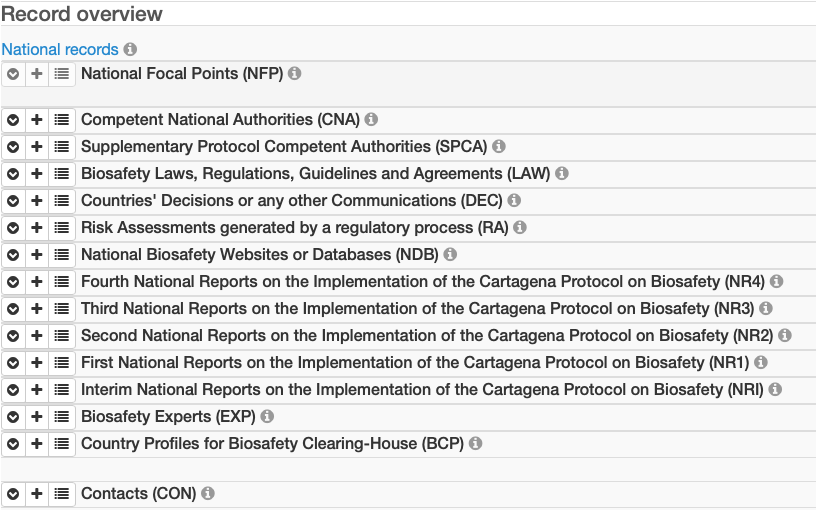 Record overview
National records
National Focal Points (NFP)
Competent National Authorities (CNA)
Supplementary Protocol Competent Authorities (SPCA)
Biosafety Laws, Regulations, Guidelines and Agreements (LAW)
Countries' Decisions or any other Communications (DEC)
Risk Assessments generated by a regulatory process (RA)
National Biosafety Websites or Databases (NDB)
Fourth National Reports on the Implementation of the Cartagena Protocol on Biosafety (NR4)
Third National Reports on the Implementation of the Cartagena Protocol on Biosafety (NR3)
Second National Reports on the Implementation of the Cartagena Protocol on Biosafety (NR2)
First National Reports on the Implementation of the Cartagena Protocol on Biosafety (NR1)
Interim National Reports on the Implementation of the Cartagena Protocol on Biosafety (NRI)
Biosafety Experts (EXP)
Country Profiles for Biosafety Clearing-House (BCP)
Contacts (CON)